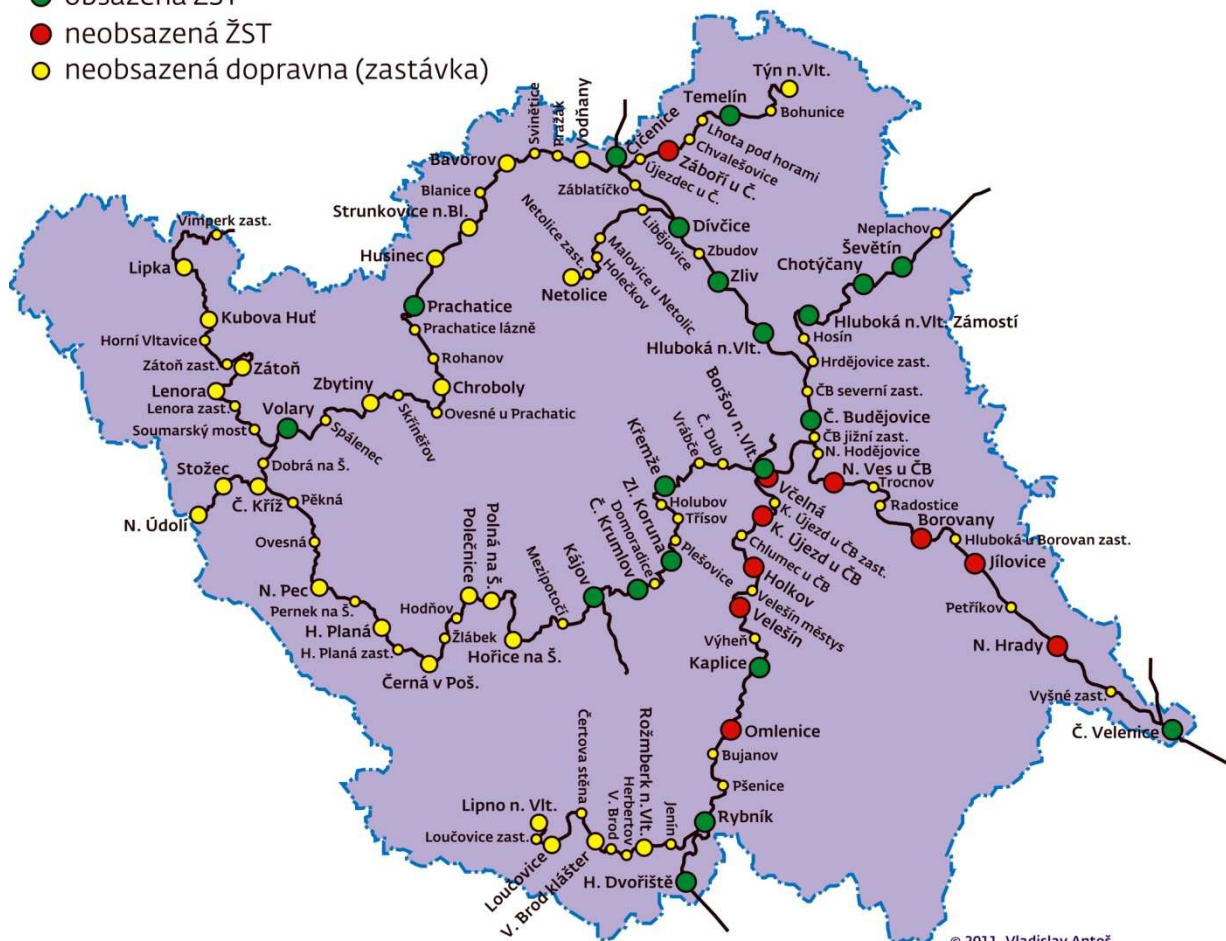 obsazená ŽST
neobsazená ŽST
neobsazená dopravna (zastávka)
Týn n.Vlt.
Temelín
Bohunice
Lhota pod horami
Chvalešovice
Záboří u Č.
Újezdec u Č.
Číčenice
Vodňany
Pražák
Svinětice
Bavorov
Blanice
Strunkovice n.Bl.
Husinec
Prachatice
Prachatice lázně
Rohanov
Chroboly
Ovesné u Prachatic
Skříněřov
Zbytiny
Spálenec
Volary
Záblatíčko
Dívčice
Zbudov
Zliv
Hluboká n.Vlt.
Libějovice
Malovice u Netolic
Holečkov
Netolice zast.
Netolice
Neplachov
Ševětín
Chotýčany
Hluboká n.Vlt. Zámostí
Hosín
Hrdějovice zast.
ČB severní zast.
Č. Budějovice
ČB jižní zast.
N. Hodějovice
N. Ves u ČB
Trocnov
Radostice
Borovany
Hluboká u Borovan zast.
Jílovice
Petříkov
N. Hrady
Vyšné zast.
Č. Velenice
Vimperk zast.
Lipka
Kubova Huť
Horní Vltavice
Zátoň zast.
Zátoň
Lenora
Lenora zast.
Soumarský most
Dobrá na Š.
Stožec
Č. Kříž
N. Údolí
Pěkná
Ovesná
N. Pec
Pernek na Š.
H. Planá
H. Planá zast.
Černá v Poš.
Žlábek
Hodňov
Polečnice
Polná na Š.
Hořice na Š.
Mezipotočí
Kájov
Č. Krumlov
Domoradice
Zl. Koruna
Plešovice
Třísov
Holubov
Křemže
Vrábče
Č. Dub
Boršov n.Vlt.
Včelná
K. Újezd u ČB zast.
K. Újezd u ČB
Chlumec u ČB
Holkov
Velešín městys
Velešín
Výheň
Kaplice
Omlenice
Bujanov
Pšenice
Rybník
H. Dvořiště
Jenín
Rožmberk n.Vlt.
Herbertov
V. Brod
V. Brod klášter
Čertova stěna
Loučovice
Loučovice zast.
Lipno n. Vlt.
© 2011, Vladislav Antoš